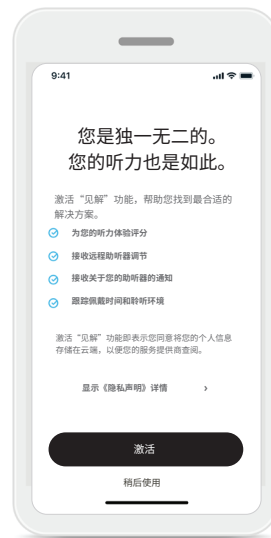 9:41
您是独一无二的。
您的听力也是如此。
激活“见解”功能，帮助您找到最合适的
解决方案。
为您的听力体验评分
接收远程助听器调节
接收关于您的助听器的通知
跟踪佩戴时间和聆听环境
激活“见解”功能即表示您同意将您的个人信息
存储在云端，以便您的服务提供商查阅。
显示《隐私声明》详情 ›
激活
稍后使用